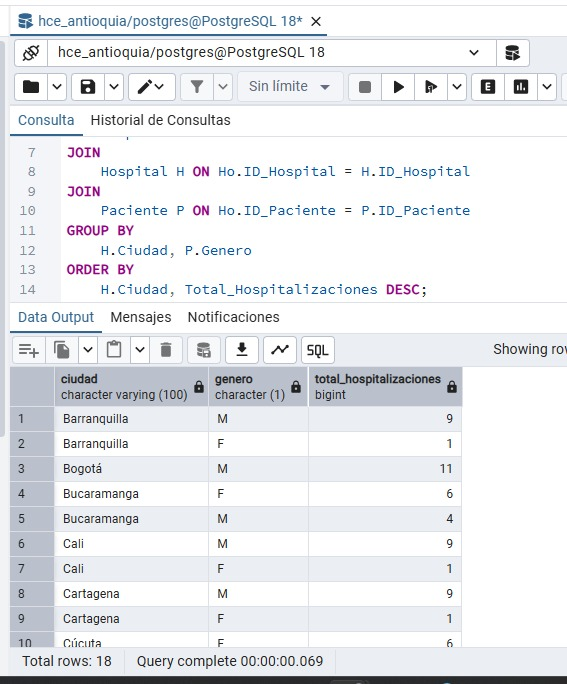 hce_antioquia/postgres@PostgreSQL 18*
hce_antioquia/postgres@PostgreSQL 18
Sin límite
E
Consulta Historial de Consultas
7 JOIN
8 Hospital H ON Ho.ID_Hospital = H.ID_Hospital
9 JOIN
10 Paciente P ON Ho.ID_Paciente = P.ID_Paciente
11 GROUP BY
12 H.Ciudad, P.Genero
13 ORDER BY
14 H.Ciudad, Total_Hospitalizaciones DESC;
Data Output Mensajes Notificaciones
SQL Showing rov
ciudad genero total_hospitalizaciones
character varying (100) character (1) bigint
1 Barranquilla M 9
2 Barranquilla F 1
3 Bogotá M 11
4 Bucaramanga F 6
5 Bucaramanga M 4
6 Cali M 9
7 Cali F 1
8 Cartagena M 9
9 Cartagena F 1
10 Cúcuta F 6
Total rows: 18 Query complete 00:00:00.069